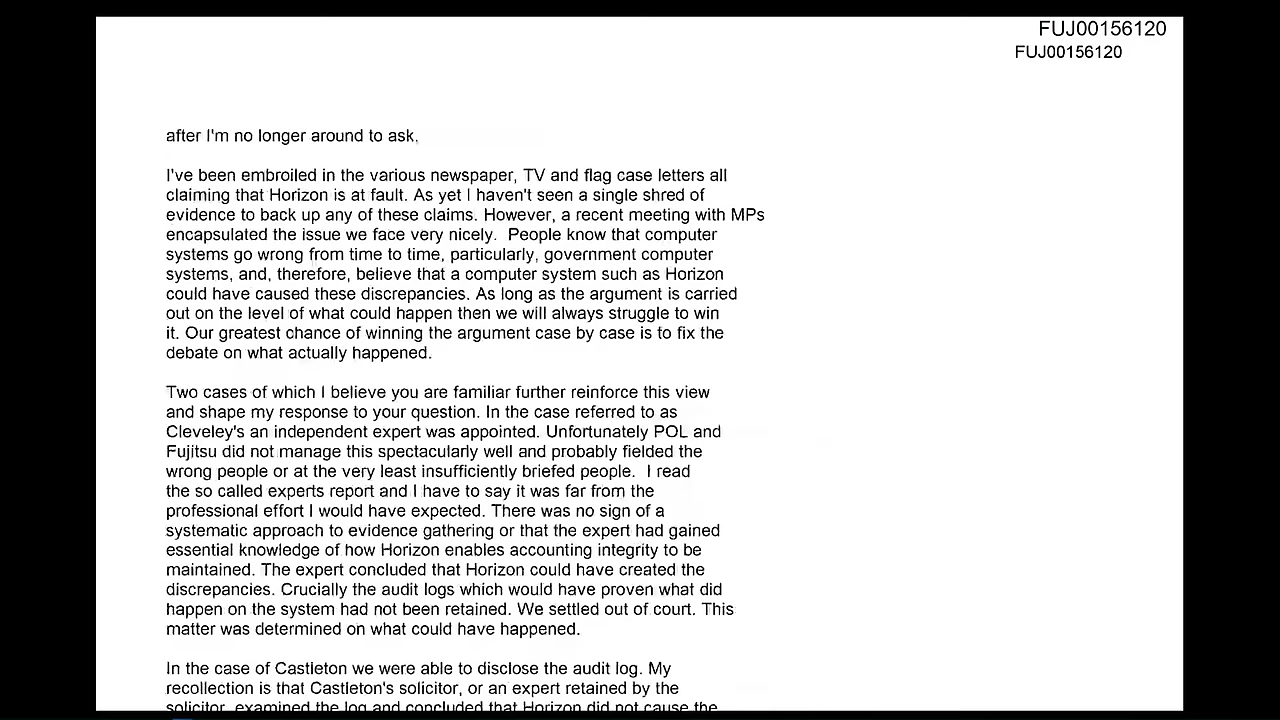 FUJ00156120
FUJ00156120
after I'm no longer around to ask.
I've been embroiled in the various newspaper, TV and flag case letters all
claiming that Horizon is at fault. As yet I haven't seen a single shred of
evidence to back up any of these claims. However, a recent meeting with MPs
encapsulated the issue we face very nicely.  People know that computer
systems go wrong from time to time, particularly, government computer
systems, and, therefore, believe that a computer system such as Horizon
could have caused these discrepancies. As long as the argument is carried
out on the level of what could happen then we will always struggle to win
it. Our greatest chance of winning the argument case by case is to fix the
debate on what actually happened.
Two cases of which I believe you are familiar further reinforce this view
and shape my response to your question. In the case referred to as
Cleveley's an independent expert was appointed. Unfortunately POL and
Fujitsu did not manage this spectacularly well and probably fielded the
wrong people or at the very least insufficiently briefed people.  I read
the so called experts report and I have to say it was far from the
professional effort I would have expected. There was no sign of a
systematic approach to evidence gathering or that the expert had gained
essential knowledge of how Horizon enables accounting integrity to be
maintained. The expert concluded that Horizon could have created the
discrepancies. Crucially the audit logs which would have proven what did
happen on the system had not been retained. We settled out of court. This
matter was determined on what could have happened.
In the case of Castleton we were able to disclose the audit log. My
recollection is that Castleton's solicitor, or an expert retained by the
solicitor, examined the log and concluded that Horizon did not cause the